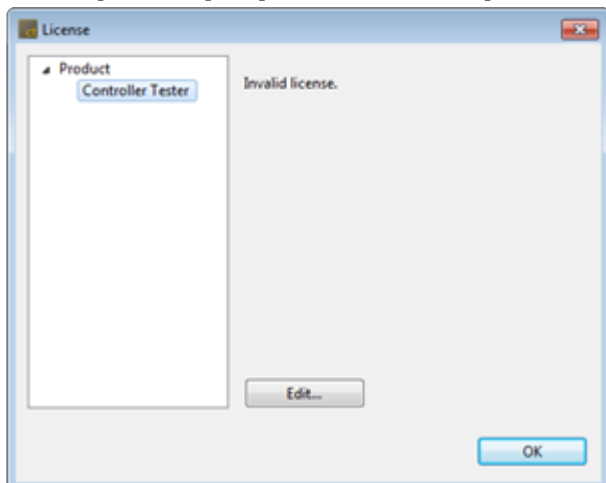 License
Product
Controller Tester
Invalid license.
Edit...
OK